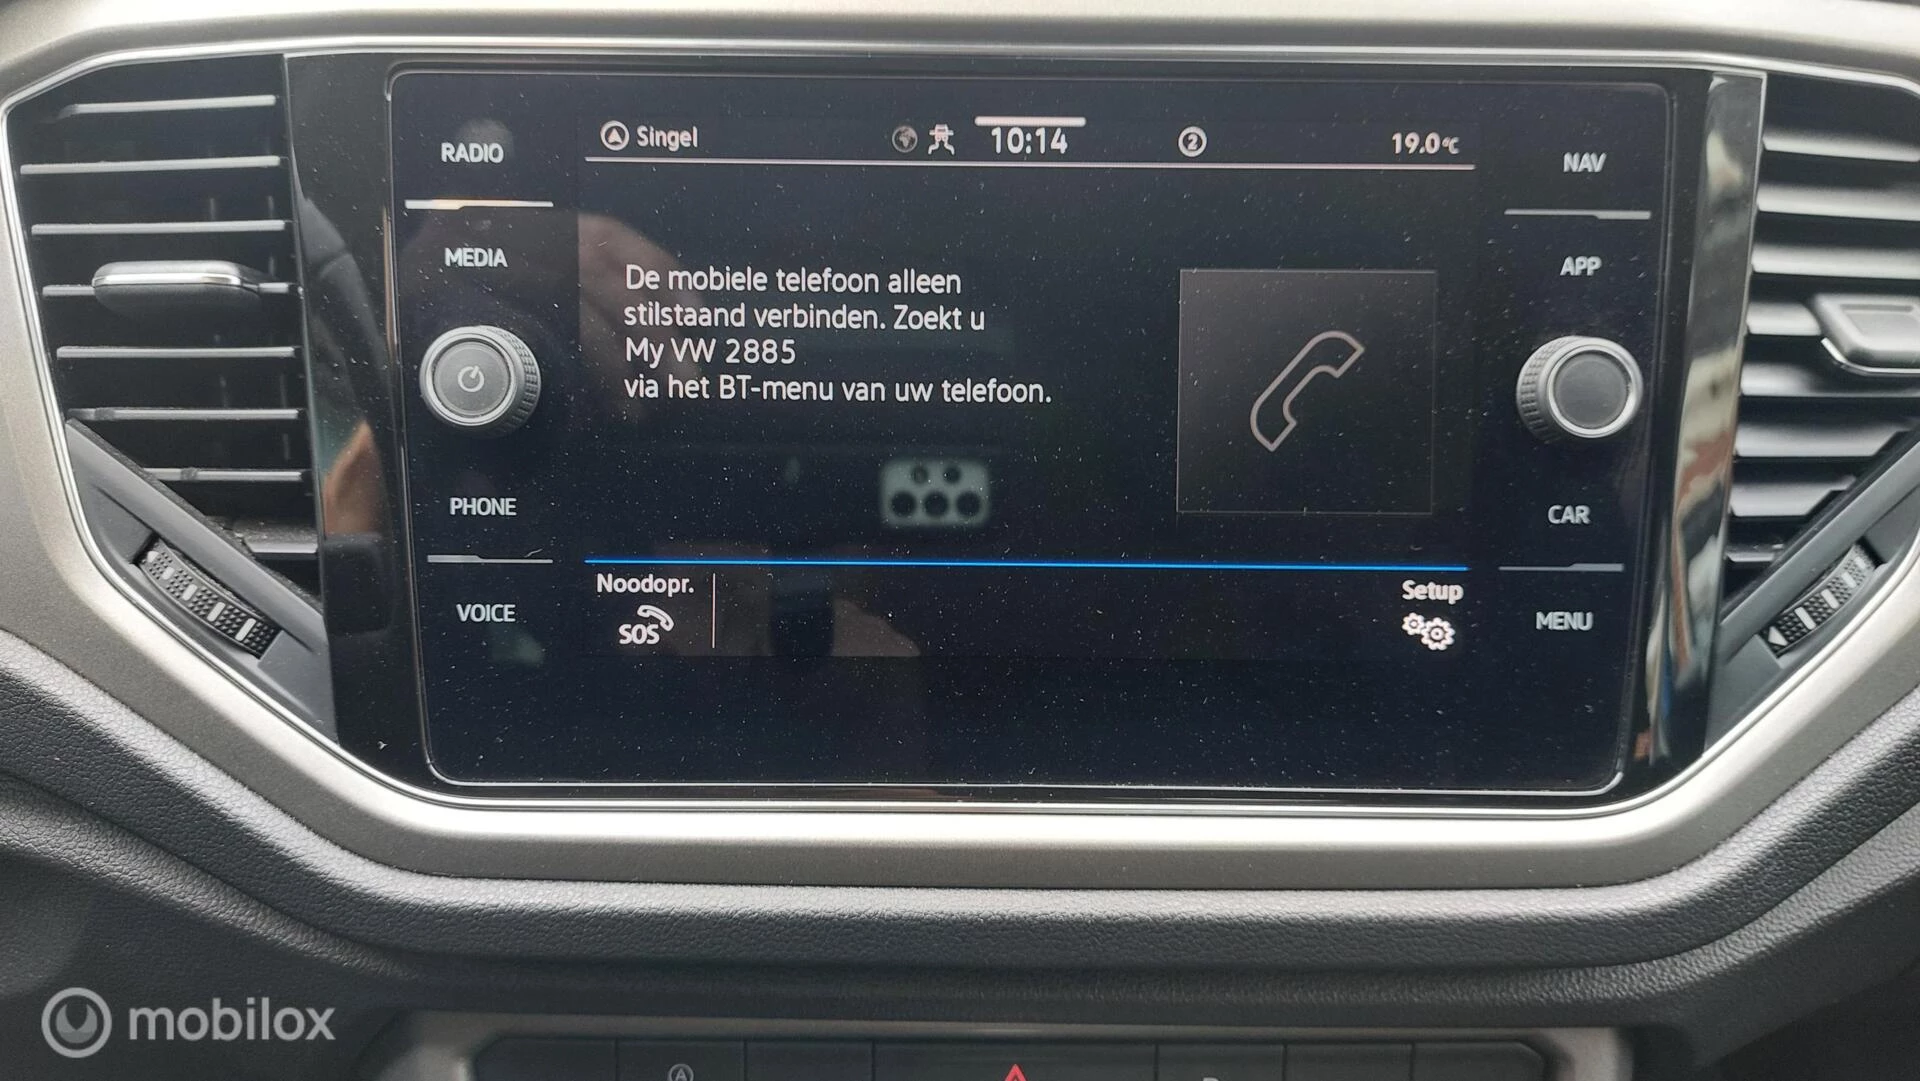 RADIO
MEDIA
PHONE
VOICE
Singel
10:14
2
19.0°C
De mobiele telefoon alleen
stilstaand verbinden. Zoekt u
My VW 2885
via het BT-menu van uw telefoon.
Noodopr.
SOS
Setup
NAV
APP
CAR
MENU
A
mobilox